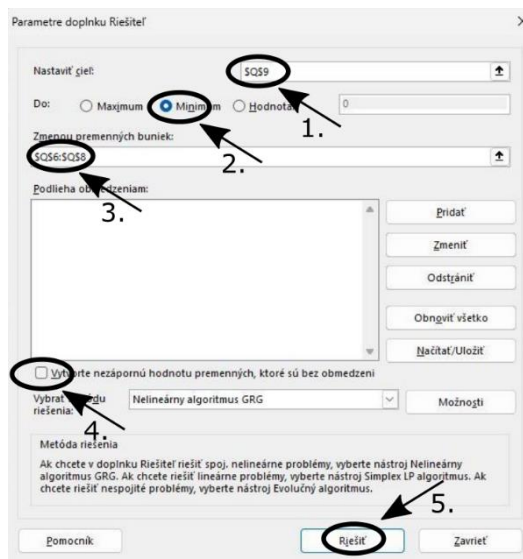 Parametre doplnku Riešiteľ
Nastaviť cieľ: $Q$9
1.
Do: Maximum Minimum Hodnota: 0
2.
Zmenou premenných buniek:
$Q$6:$Q$8
3.
Podlieha obmedzeniam:
Pridať
Zmeniť
Odstrániť
Obnoviť všetko
Načítať/Uložiť
Vytvorte nezápornú hodnotu premenných, ktoré sú bez obmedzení
4.
Vybrať metódu riešenia: Nelineárny algoritmus GRG
Možnosti
Metóda riešenia
Ak chcete v doplnku Riešiteľ riešiť spoj. nelineárne problémy, vyberte nástroj Nelineárny
algoritmus GRG. Ak chcete riešiť lineárne problémy, vyberte nástroj Simplex LP algoritmus. Ak
chcete riešiť nespojité problémy, vyberte nástroj Evolučný algoritmus.
5.
Pomocník
Riešiť
Zavrieť